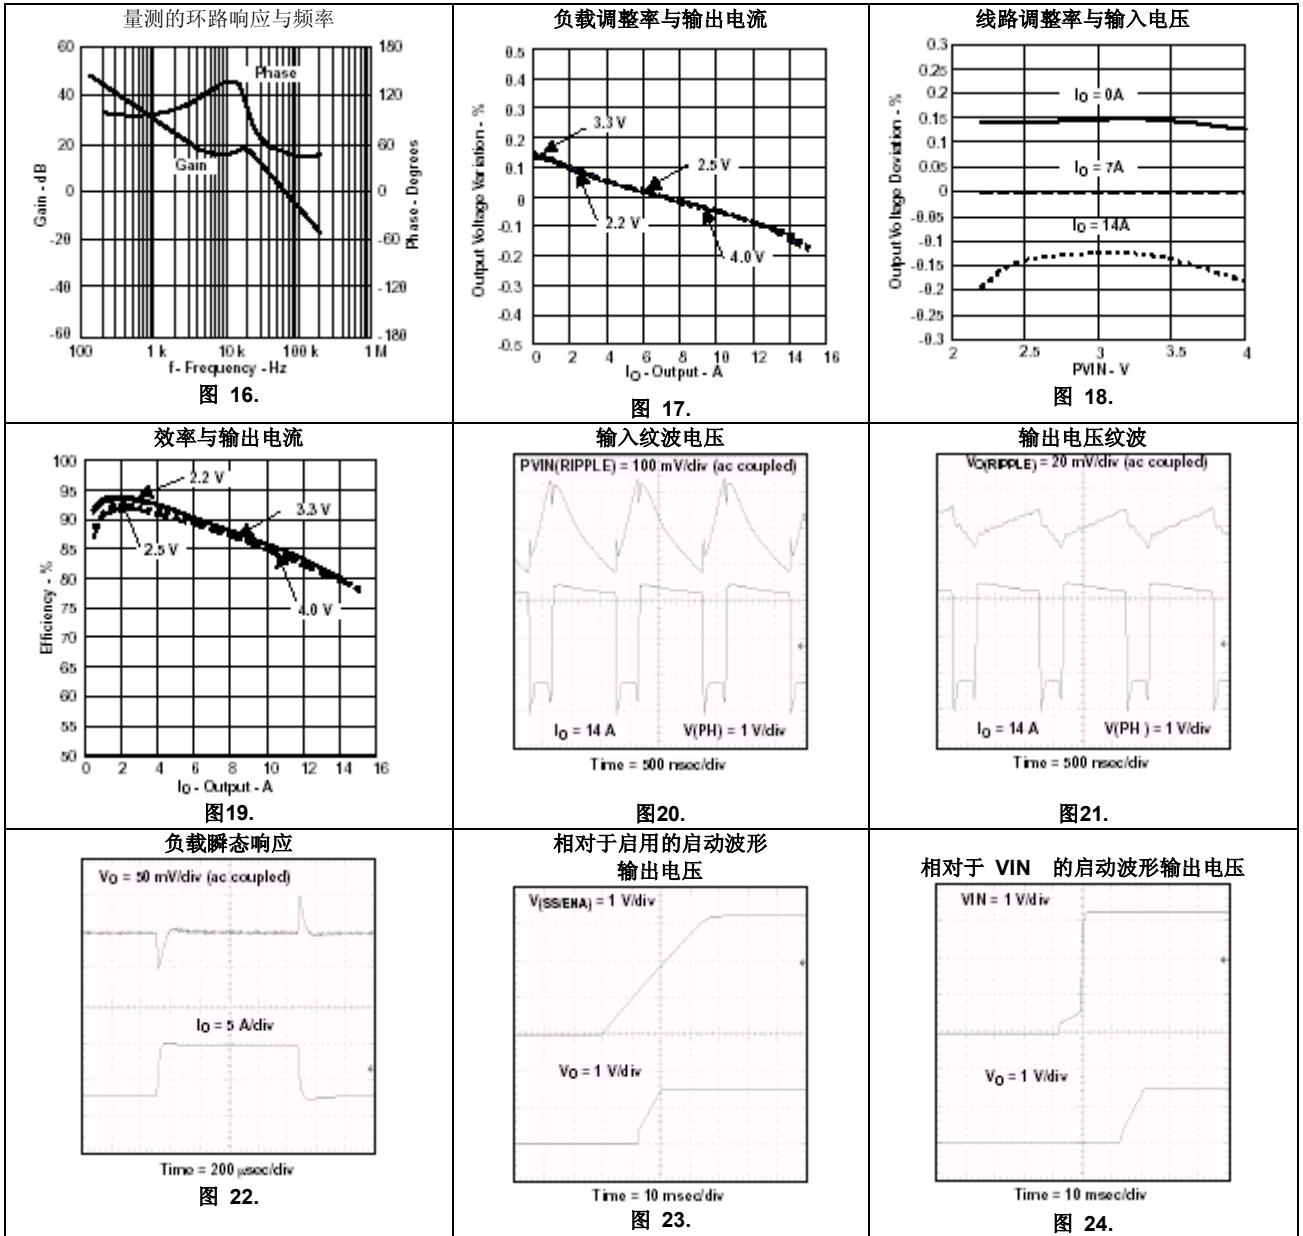 量测的环路响应与频率
60
40
20
0
-20
-40
-60
Gain - dB
180
120
60
0
-60
-120
-180
Phase - Degrees
Phase
Gain
100
1 k
10 k
100 k
1 M
f - Frequency - Hz
图 16.
负载调整率与输出电流
0.5
0.4
0.3
0.2
0.1
0
-0.1
-0.2
-0.3
-0.4
-0.5
Output Voltage Variation - %
3.3 V
2.5 V
2.2 V
4.0 V
0 2 4 6 8 10 12 14 16
IO - Output - A
图 17.
线路调整率与输入电压
0.3
0.25
0.2
0.15
0.1
0.05
0
-0.05
-0.1
-0.15
-0.2
-0.25
-0.3
Output Voltage Deviation - %
IO = 0A
IO = 7A
IO = 14A
2 2.5 3 3.5 4
PVIN - V
图 18.
效率与输出电流
100
95
90
85
80
75
70
65
60
55
50
Efficiency - %
2.2 V
3.3 V
2.5 V
4.0 V
0 2 4 6 8 10 12 14 16
IO - Output - A
图19.
输入纹波电压
PVIN(RIPPLE) = 100 mV/div (ac coupled)
IO = 14 A V(PH) = 1 V/div
Time = 500 nsec/div
图20.
输出电压纹波
VO(RIPPLE) = 20 mV/div (ac coupled)
IO = 14 A V(PH ) = 1 V/div
Time = 500 nsec/div
图21.
负载瞬态响应
VO = 50 mV/div (ac coupled)
IO = 5 A/div
Time = 200 µsec/div
图 22.
相对于启用的启动波形
输出电压
V(SS/ENA) = 1 V/div
VO = 1 V/div
Time = 10 msec/div
图 23.
相对于 VIN 的启动波形输出电压
VIN = 1 V/div
VO = 1 V/div
Time = 10 msec/div
图 24.